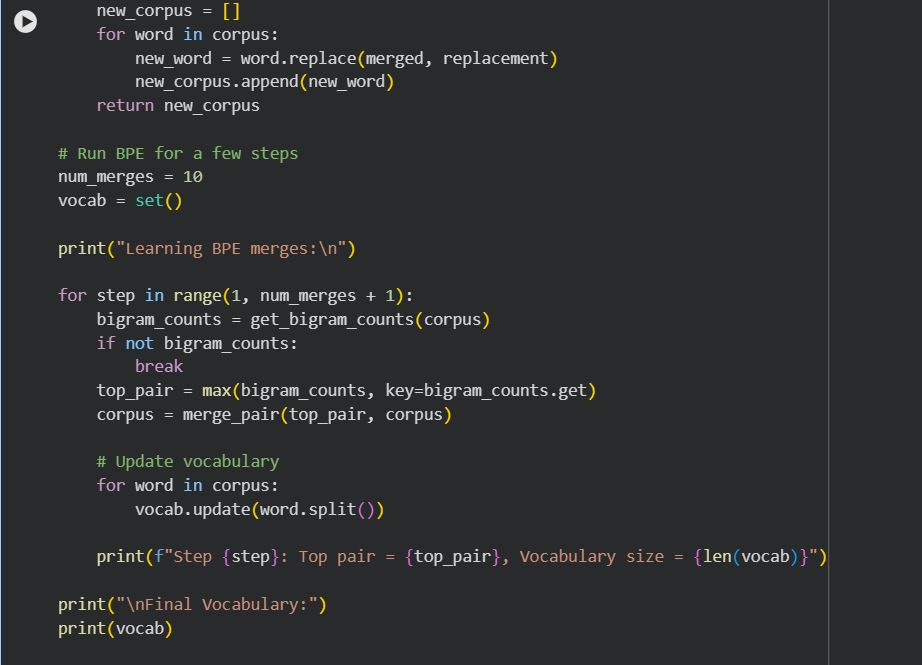 new_corpus = []
    for word in corpus:
        new_word = word.replace(merged, replacement)
        new_corpus.append(new_word)
    return new_corpus

# Run BPE for a few steps
num_merges = 10
vocab = set()

print("Learning BPE merges:\n")

for step in range(1, num_merges + 1):
    bigram_counts = get_bigram_counts(corpus)
    if not bigram_counts:
        break
    top_pair = max(bigram_counts, key=bigram_counts.get)
    corpus = merge_pair(top_pair, corpus)

    # Update vocabulary
    for word in corpus:
        vocab.update(word.split())

    print(f"Step {step}: Top pair = {top_pair}, Vocabulary size = {len(vocab)}")

print("\nFinal Vocabulary:")
print(vocab)